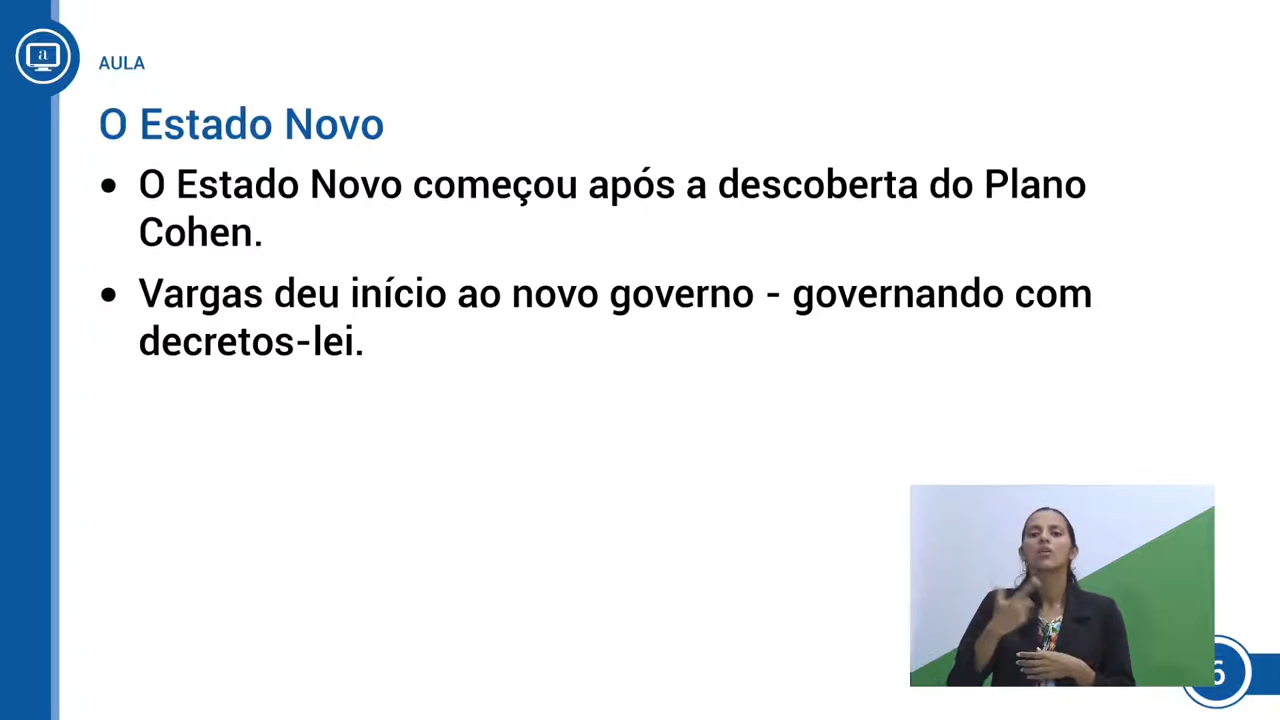 a
AULA
O Estado Novo
• O Estado Novo começou após a descoberta do Plano
Cohen.
• Vargas deu início ao novo governo - governando com
decretos-lei.
6